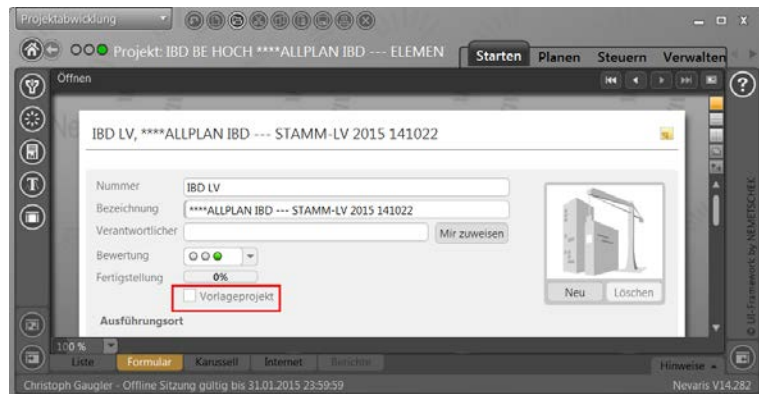 Projektabwicklung
Projekt: IBD BE HOCH ****ALLPLAN IBD --- ELEMEN
Starten Planen Steuern Verwalten
Öffnen
IBD LV, ****ALLPLAN IBD --- STAMM-LV 2015 141022
Nummer IBD LV
Bezeichnung ****ALLPLAN IBD --- STAMM-LV 2015 141022
Verantwortlicher Mir zuweisen
Bewertung
Fertigstellung 0%
Vorlageprojekt
Neu Löschen
Ausführungsort
100 %
Liste Formular Karussell Internet Berichte
Hinweise
Christoph Gaugler - Offline Sitzung gültig bis 31.01.2015 23:59:59
Nevaris V14.282
© UI-Framework by NEMETSCHEK